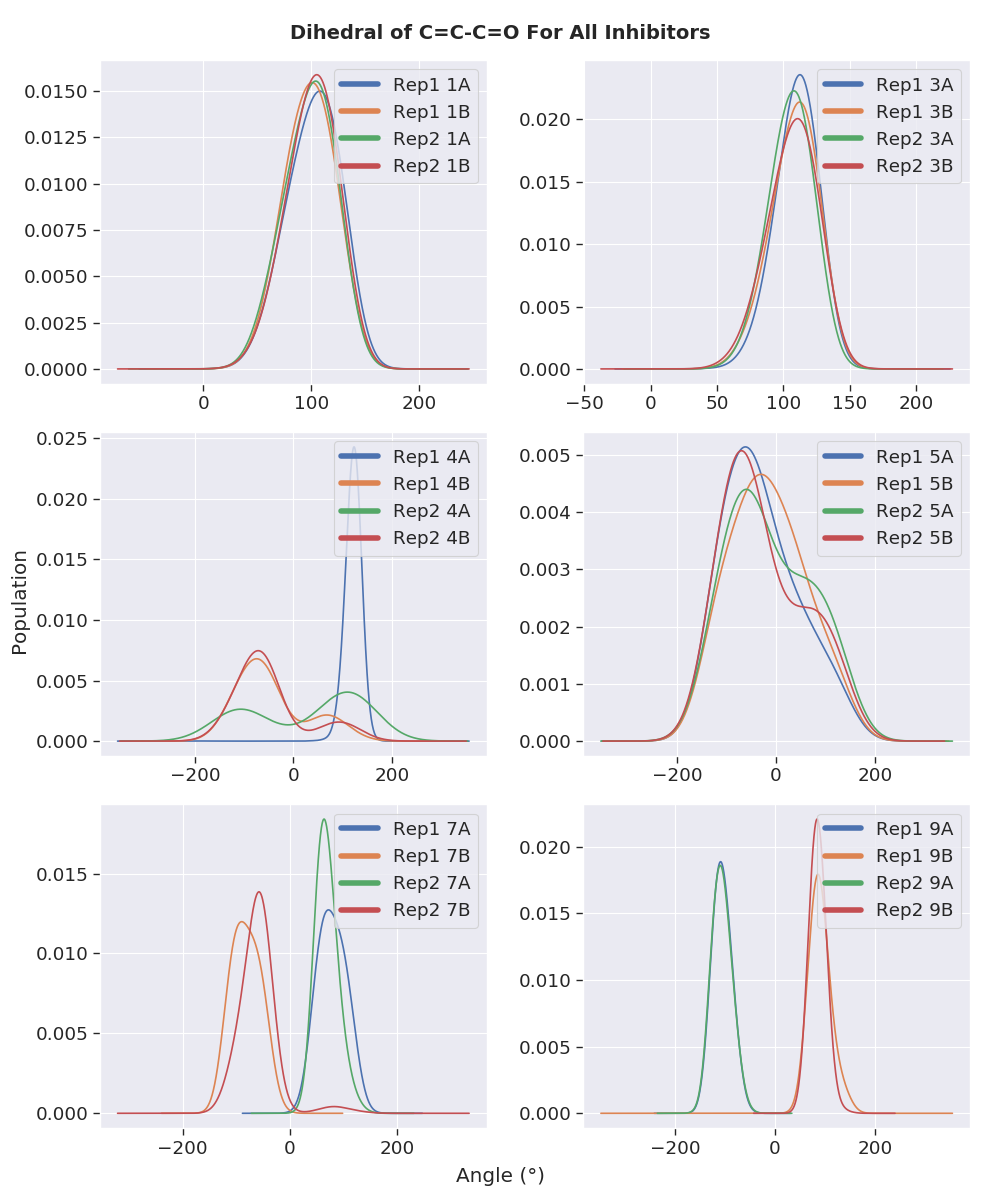 Dihedral of C=C-C=O For All Inhibitors
0.0150
0.0125
0.0100
0.0075
0.0050
0.0025
0.0000
0 100 200
Rep1 1A
Rep1 1B
Rep2 1A
Rep2 1B
0.020
0.015
0.010
0.005
0.000
−50 0 50 100 150 200
Rep1 3A
Rep1 3B
Rep2 3A
Rep2 3B
Population
0.025
0.020
0.015
0.010
0.005
0.000
−200 0 200
Rep1 4A
Rep1 4B
Rep2 4A
Rep2 4B
0.005
0.004
0.003
0.002
0.001
0.000
−200 0 200
Rep1 5A
Rep1 5B
Rep2 5A
Rep2 5B
0.015
0.010
0.005
0.000
−200 0 200
Rep1 7A
Rep1 7B
Rep2 7A
Rep2 7B
0.020
0.015
0.010
0.005
0.000
−200 0 200
Rep1 9A
Rep1 9B
Rep2 9A
Rep2 9B
Angle (°)